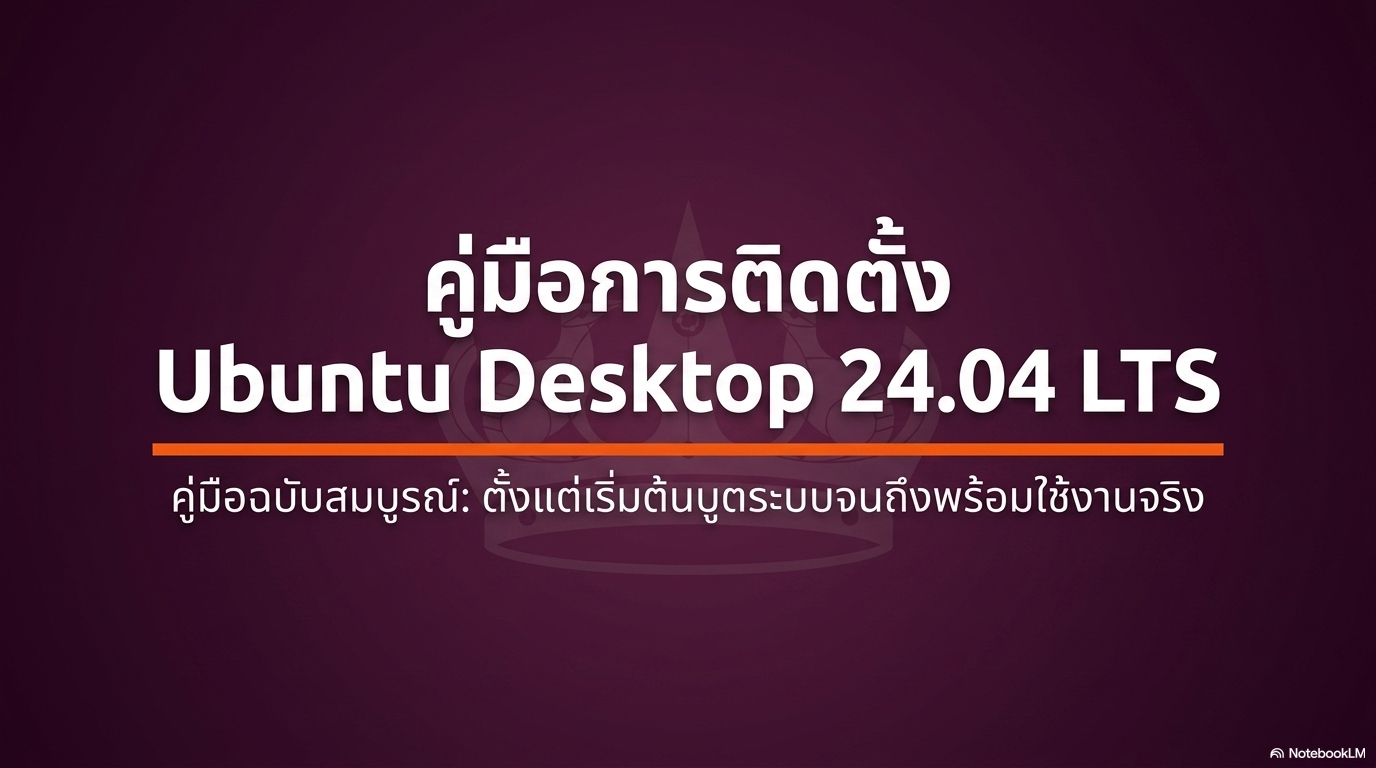 คู่มือการติดตั้ง
Ubuntu Desktop 24.04 LTS
คู่มือฉบับสมบูรณ์: ตั้งแต่เริ่มต้นบูตระบบจนถึงพร้อมใช้งานจริง
NotebookLM